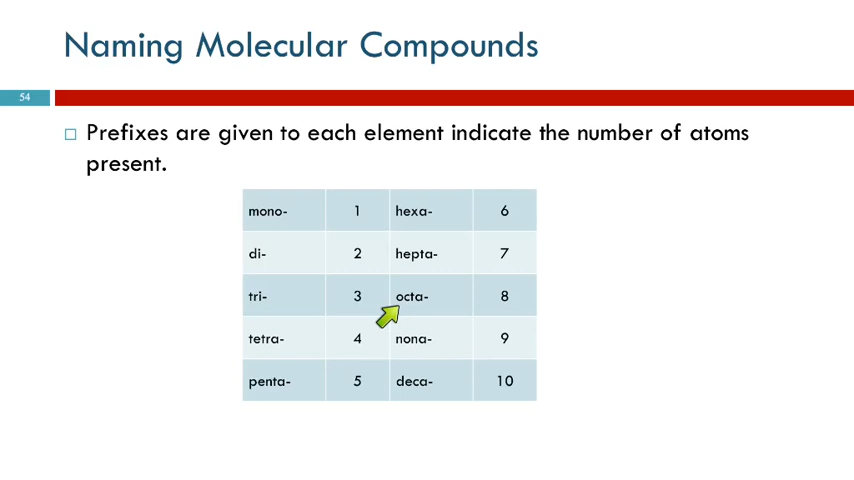 Naming Molecular Compounds
54
Prefixes are given to each element indicate the number of atoms
present.
mono- 1 hexa- 6
di- 2 hepta- 7
tri- 3 octa- 8
tetra- 4 nona- 9
penta- 5 deca- 10